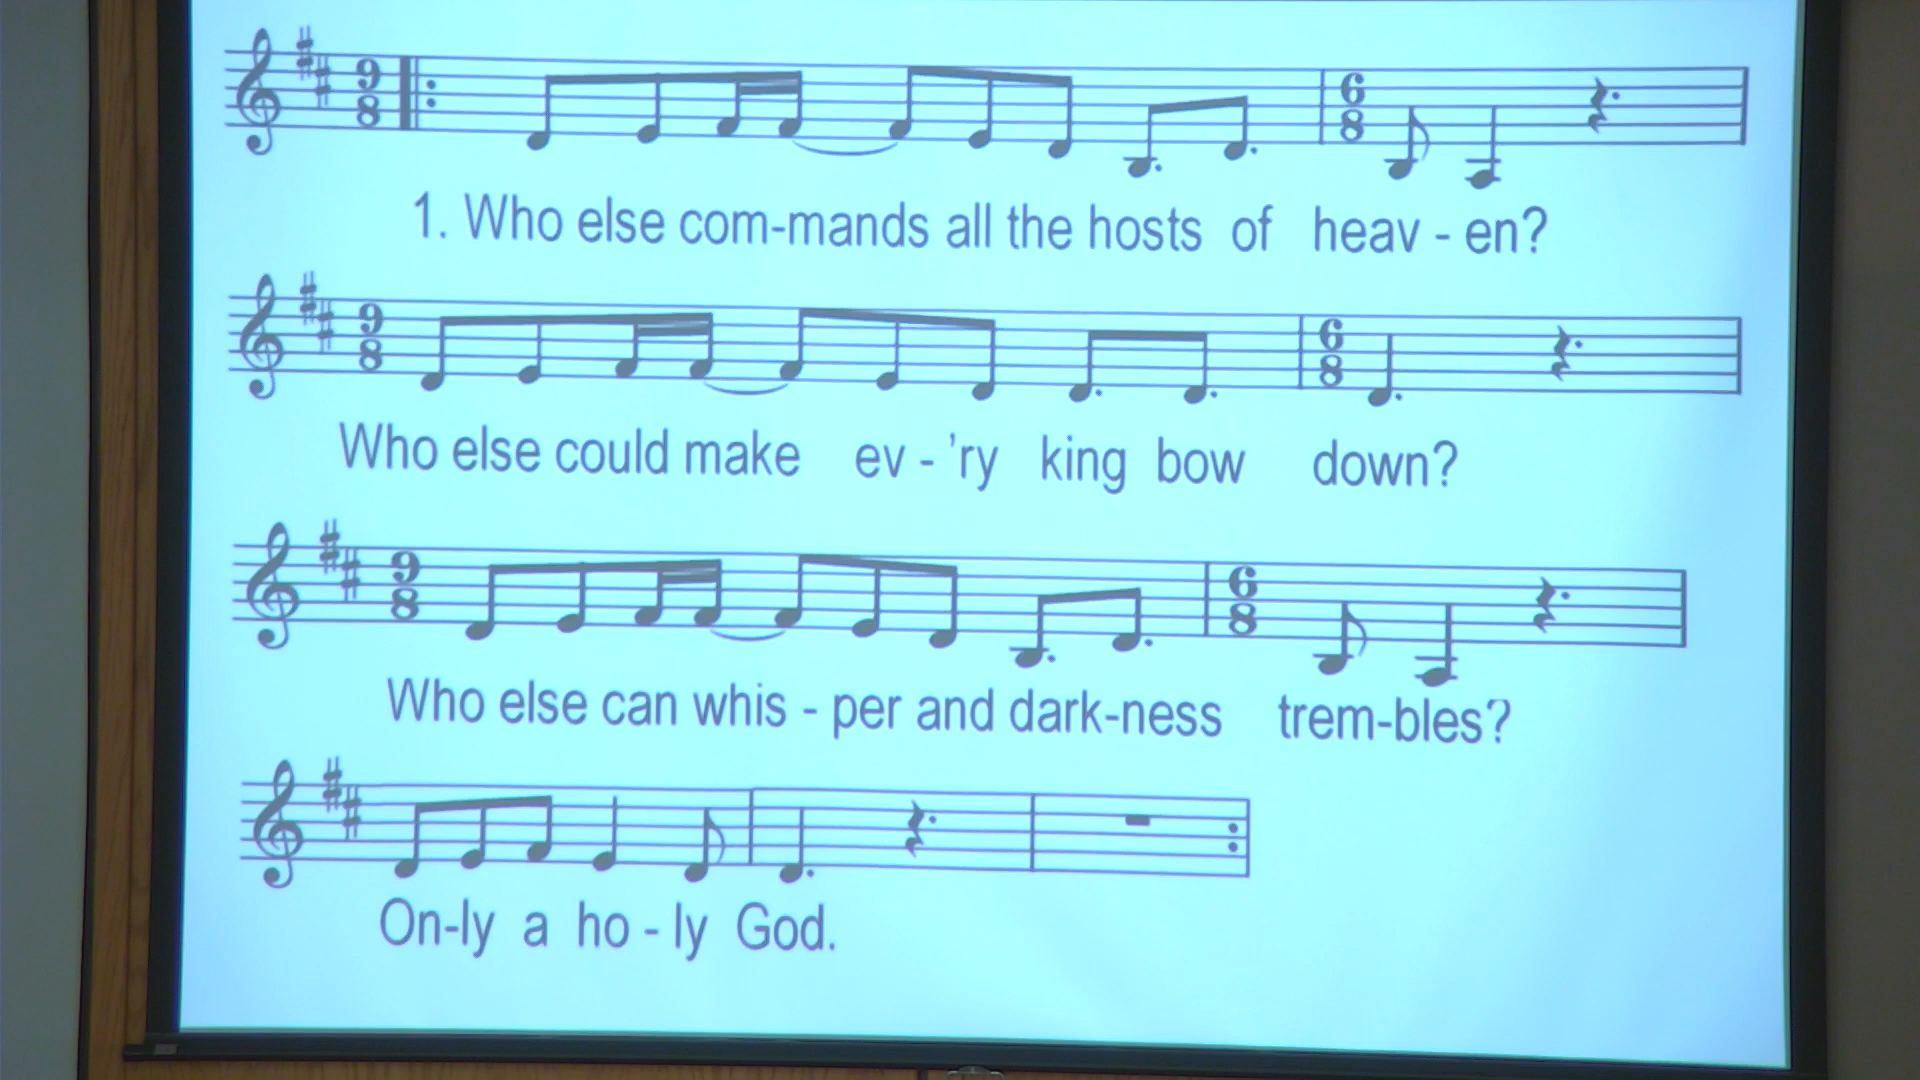 9 8 6 8
1. Who else com-mands all the hosts of heav - en?
9 8 6 8
Who else could make ev - 'ry king bow down?
9 8 6 8
Who else can whis - per and dark-ness trem-bles?
On-ly a ho - ly God.